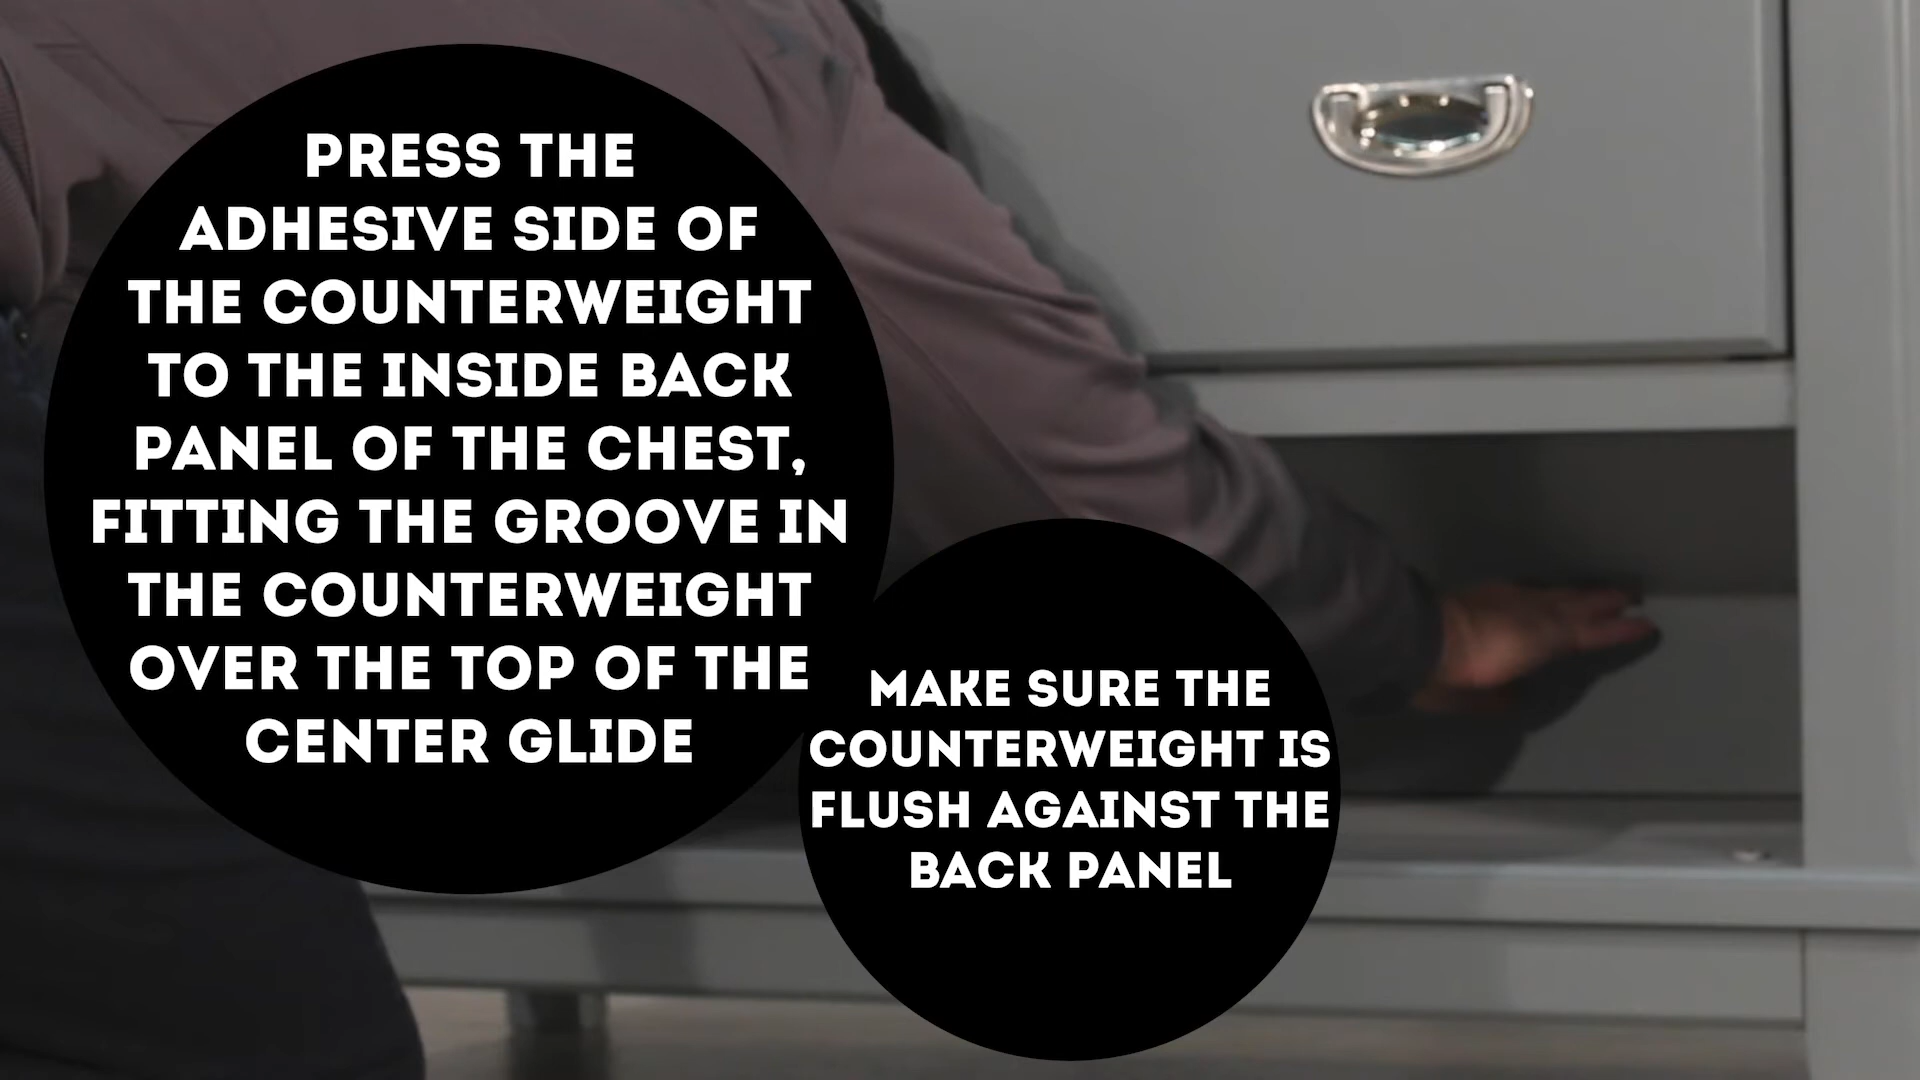 PRESS THE
ADHESIVE SIDE OF
THE COUNTERWEIGHT
TO THE INSIDE BACK
PANEL OF THE CHEST,
FITTING THE GROOVE IN
THE COUNTERWEIGHT
OVER THE TOP OF THE
CENTER GLIDE
MAKE SURE THE
COUNTERWEIGHT IS
FLUSH AGAINST THE
BACK PANEL